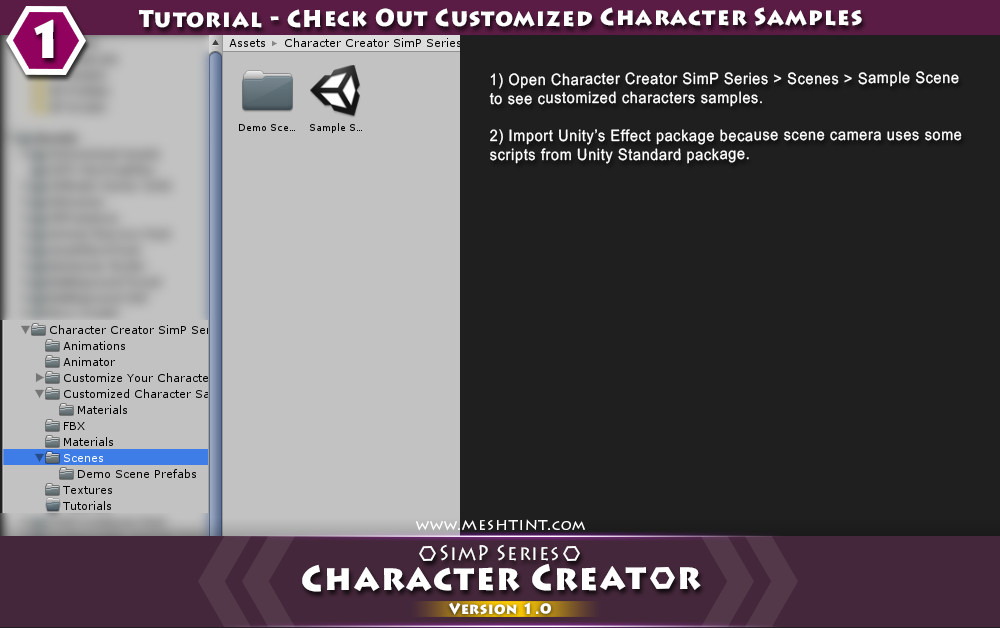 1
Tutorial - CHeck Out Customized Character Samples
Assets ▸ Character Creator SimP Series
Demo Sce...
Sample S...
1) Open Character Creator SimP Series > Scenes > Sample Scene
to see customized characters samples.
2) Import Unity's Effect package because scene camera uses some
scripts from Unity Standard package.
Character Creator SimP Ser
Animations
Animator
Customize Your Characte
Customized Character Sa
Materials
FBX
Materials
Scenes
Demo Scene Prefabs
Textures
Tutorials
www.meshtint.com
SimP Series
Character Creator
Version 1.0